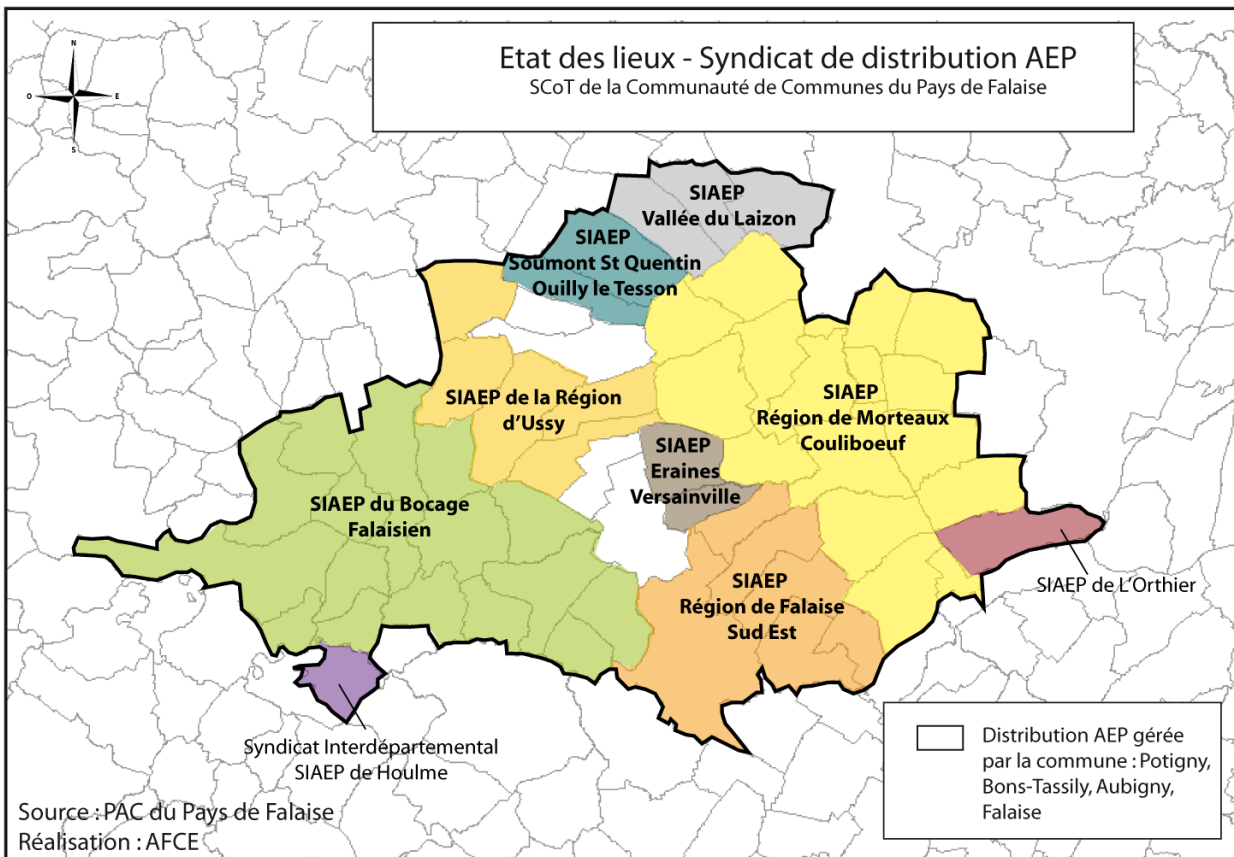 Etat des lieux - Syndicat de distribution AEP
SCoT de la Communauté de Communes du Pays de Falaise
N
O
E
S
SIAEP
Vallée du Laizon
SIAEP
Soumont St Quentin
Ouilly le Tesson
SIAEP de la Région
d'Ussy
SIAEP
Région de Morteaux
Couliboeuf
SIAEP
Eraines
Versainville
SIAEP du Bocage
Falaisien
SIAEP
Région de Falaise
Sud Est
SIAEP de L'Orthier
Syndicat Interdépartemental
SIAEP de Houlme
Distribution AEP gérée
par la commune : Potigny,
Bons-Tassily, Aubigny,
Falaise
Source : PAC du Pays de Falaise
Réalisation : AFCE